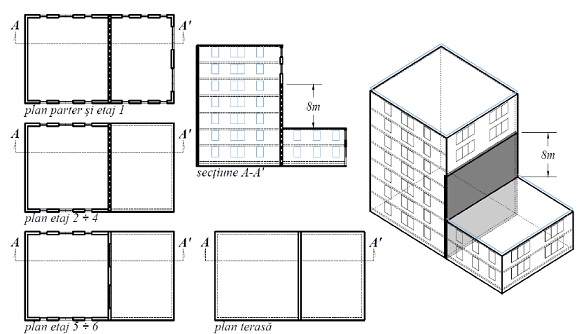 A A'
plan parter și etaj 1
A A'
plan etaj 2 ÷ 4
A A'
plan etaj 5 ÷ 6
8m
secțiune A-A'
A A'
plan terasă
8m